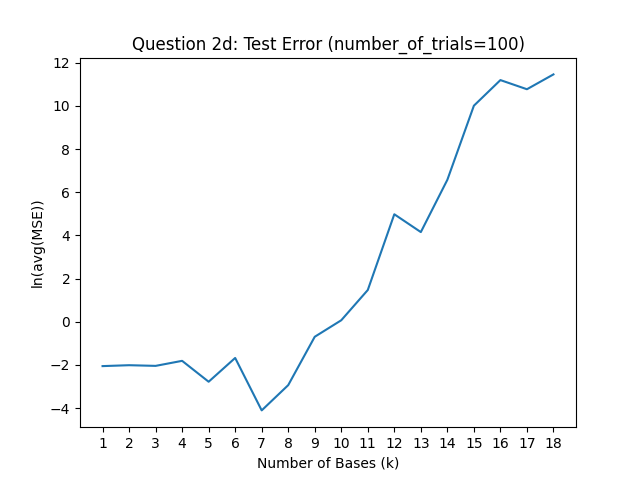 Question 2d: Test Error (number_of_trials=100)
ln(avg(MSE))
12
10
8
6
4
2
0
−2
−4
1 2 3 4 5 6 7 8 9 10 11 12 13 14 15 16 17 18
Number of Bases (k)